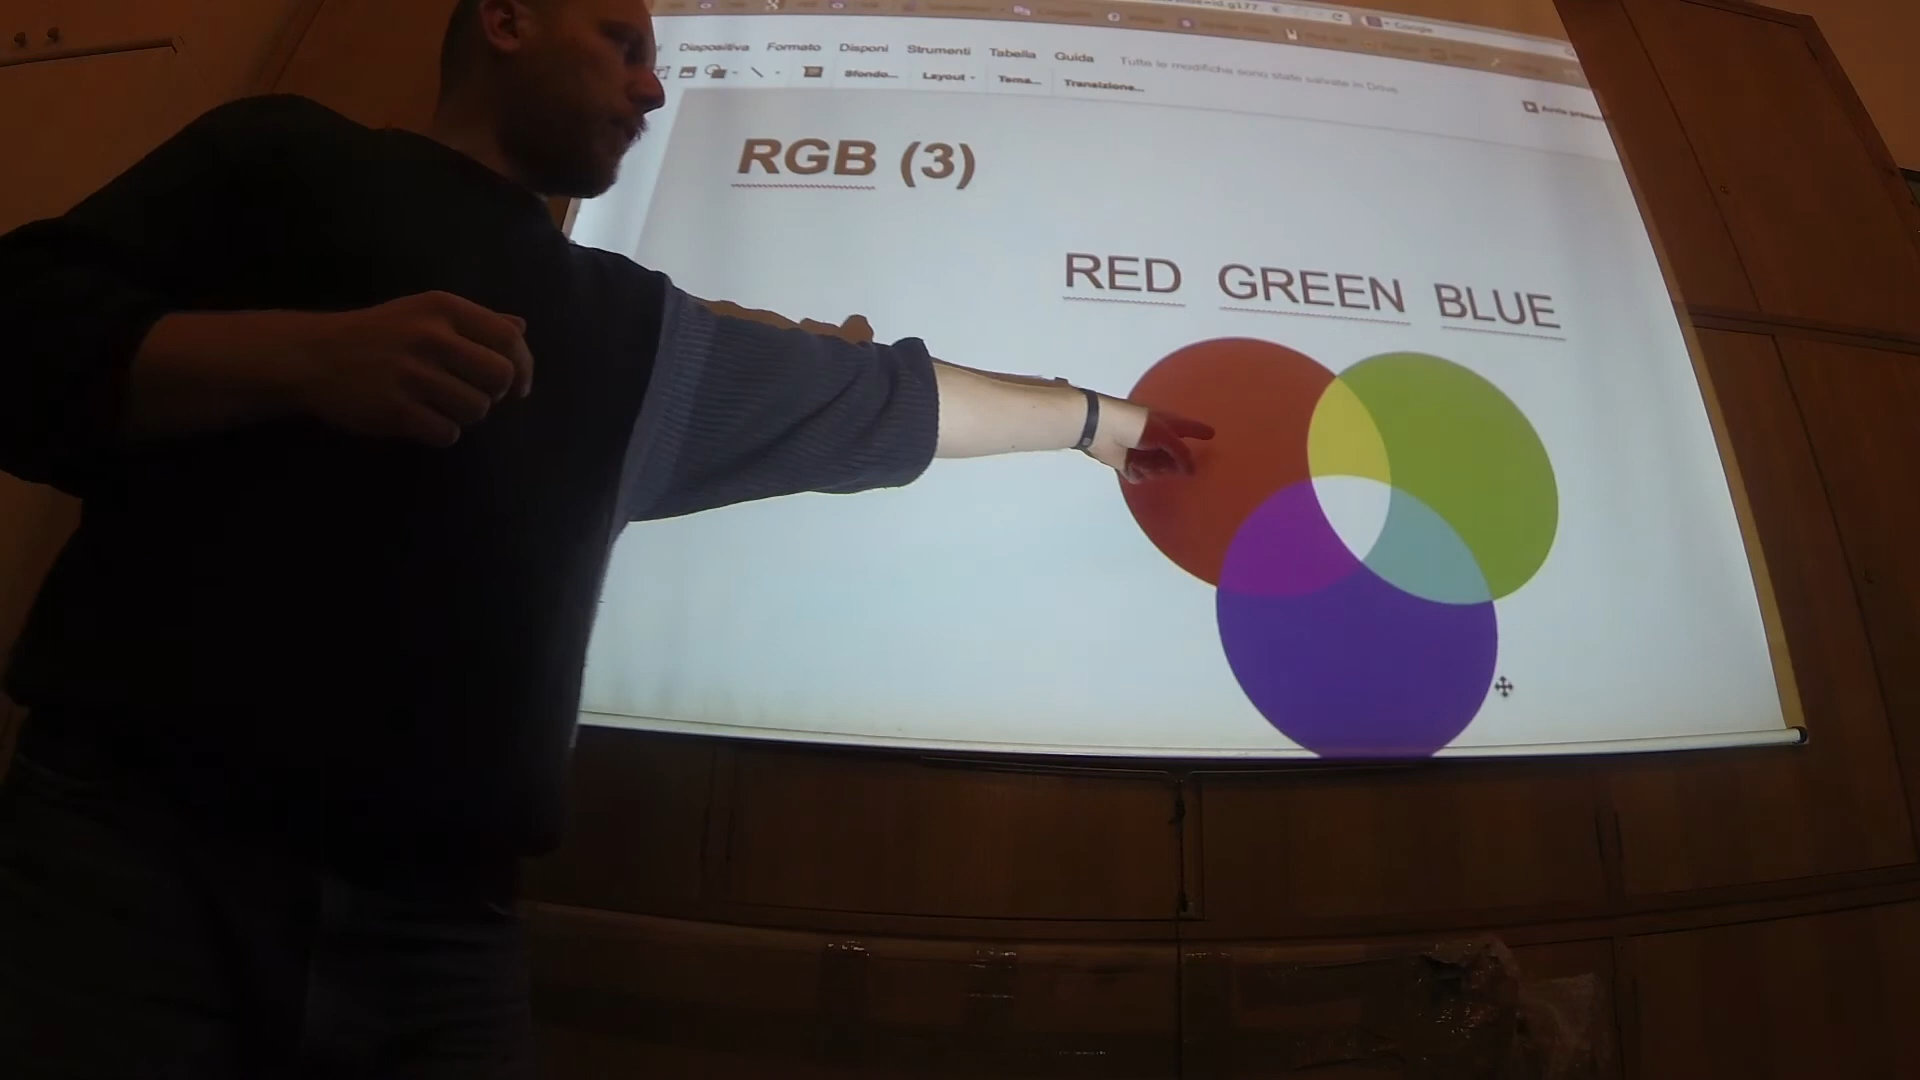 Google
Diapositiva Formato Disponi Strumenti Tabella Guida Tutte le modifiche sono state salvate in Drive
Sfondo... Layout Tema... Transizione...
RGB (3)
RED GREEN BLUE